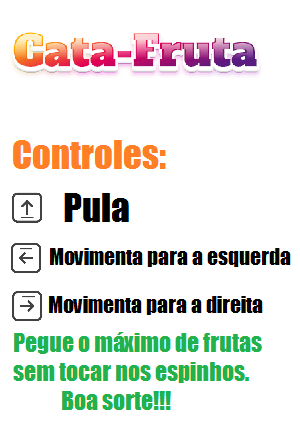 Cata-Fruta
Controles:
Pula
Movimenta para a esquerda
Movimenta para a direita
Pegue o máximo de frutas
sem tocar nos espinhos.
Boa sorte!!!